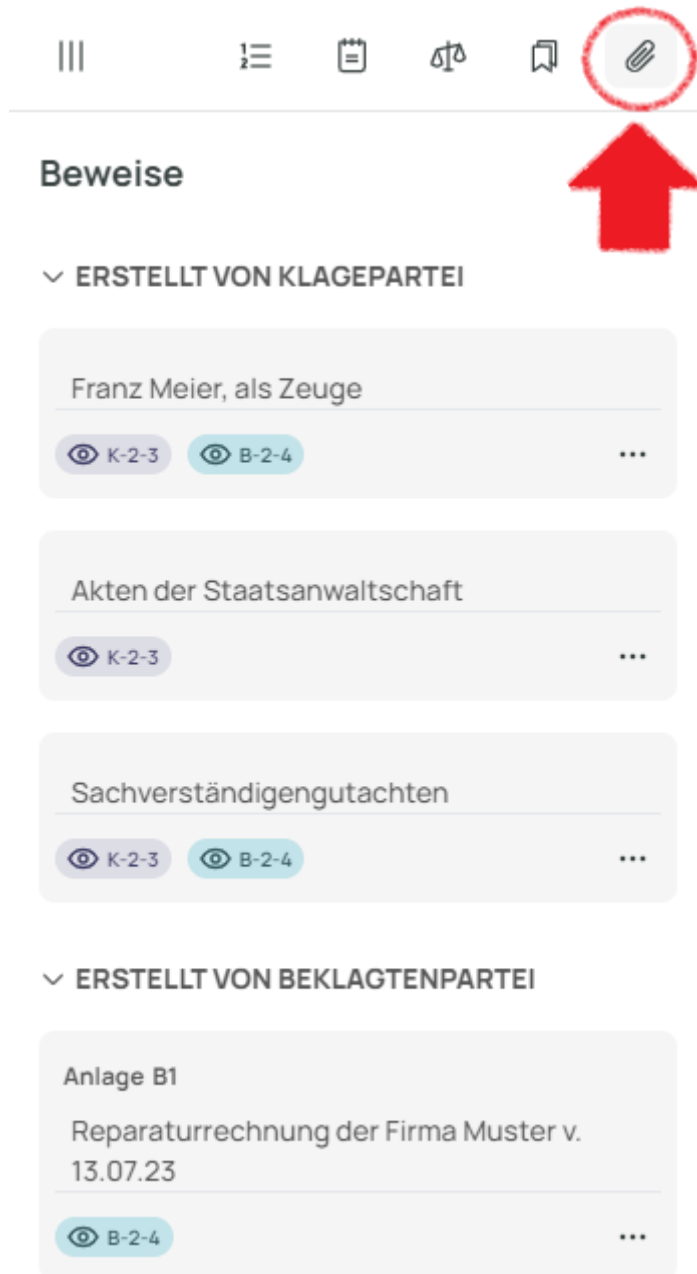 Beweise
ERSTELLT VON KLAGEPARTEI
Franz Meier, als Zeuge
K-2-3 B-2-4
Akten der Staatsanwaltschaft
K-2-3
Sachverständigengutachten
K-2-3 B-2-4
ERSTELLT VON BEKLAGTENPARTEI
Anlage B1
Reparaturrechnung der Firma Muster v.
13.07.23
B-2-4